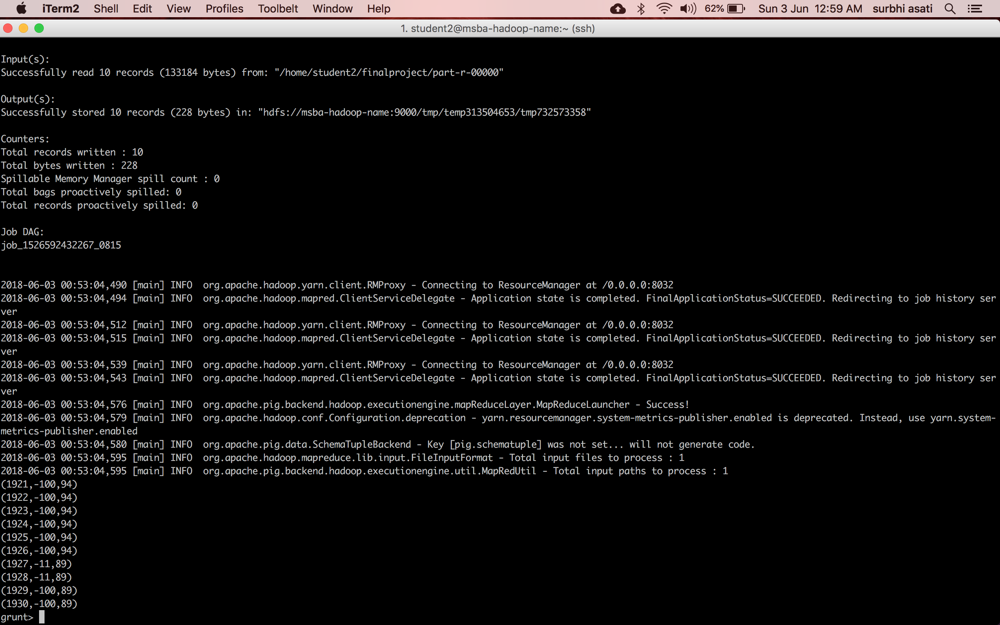 iTerm2 Shell Edit View Profiles Toolbelt Window Help 62% Sun 3 Jun 12:59 AM surbhi asati
1. student2@msba-hadoop-name:~ (ssh)
Input(s):
Successfully read 10 records (133184 bytes) from: "/home/student2/finalproject/part-r-00000"
Output(s):
Successfully stored 10 records (228 bytes) in: "hdfs://msba-hadoop-name:9000/tmp/temp313504653/tmp732573358"
Counters:
Total records written : 10
Total bytes written : 228
Spillable Memory Manager spill count : 0
Total bags proactively spilled: 0
Total records proactively spilled: 0
Job DAG:
job_1526592432267_0815
2018-06-03 00:53:04,490 [main] INFO  org.apache.hadoop.yarn.client.RMProxy - Connecting to ResourceManager at /0.0.0.0:8032
2018-06-03 00:53:04,494 [main] INFO  org.apache.hadoop.mapred.ClientServiceDelegate - Application state is completed. FinalApplicationStatus=SUCCEEDED. Redirecting to job history ser
ver
2018-06-03 00:53:04,512 [main] INFO  org.apache.hadoop.yarn.client.RMProxy - Connecting to ResourceManager at /0.0.0.0:8032
2018-06-03 00:53:04,515 [main] INFO  org.apache.hadoop.mapred.ClientServiceDelegate - Application state is completed. FinalApplicationStatus=SUCCEEDED. Redirecting to job history ser
ver
2018-06-03 00:53:04,539 [main] INFO  org.apache.hadoop.yarn.client.RMProxy - Connecting to ResourceManager at /0.0.0.0:8032
2018-06-03 00:53:04,543 [main] INFO  org.apache.hadoop.mapred.ClientServiceDelegate - Application state is completed. FinalApplicationStatus=SUCCEEDED. Redirecting to job history ser
ver
2018-06-03 00:53:04,576 [main] INFO  org.apache.pig.backend.hadoop.executionengine.mapReduceLayer.MapReduceLauncher - Success!
2018-06-03 00:53:04,579 [main] INFO  org.apache.hadoop.conf.Configuration.deprecation - yarn.resourcemanager.system-metrics-publisher.enabled is deprecated. Instead, use yarn.system-
metrics-publisher.enabled
2018-06-03 00:53:04,580 [main] INFO  org.apache.pig.data.SchemaTupleBackend - Key [pig.schematuple] was not set... will not generate code.
2018-06-03 00:53:04,595 [main] INFO  org.apache.hadoop.mapreduce.lib.input.FileInputFormat - Total input files to process : 1
2018-06-03 00:53:04,595 [main] INFO  org.apache.pig.backend.hadoop.executionengine.util.MapRedUtil - Total input paths to process : 1
(1921,-100,94)
(1922,-100,94)
(1923,-100,94)
(1924,-100,94)
(1925,-100,94)
(1926,-100,94)
(1927,-11,89)
(1928,-11,89)
(1929,-100,89)
(1930,-100,89)
grunt>